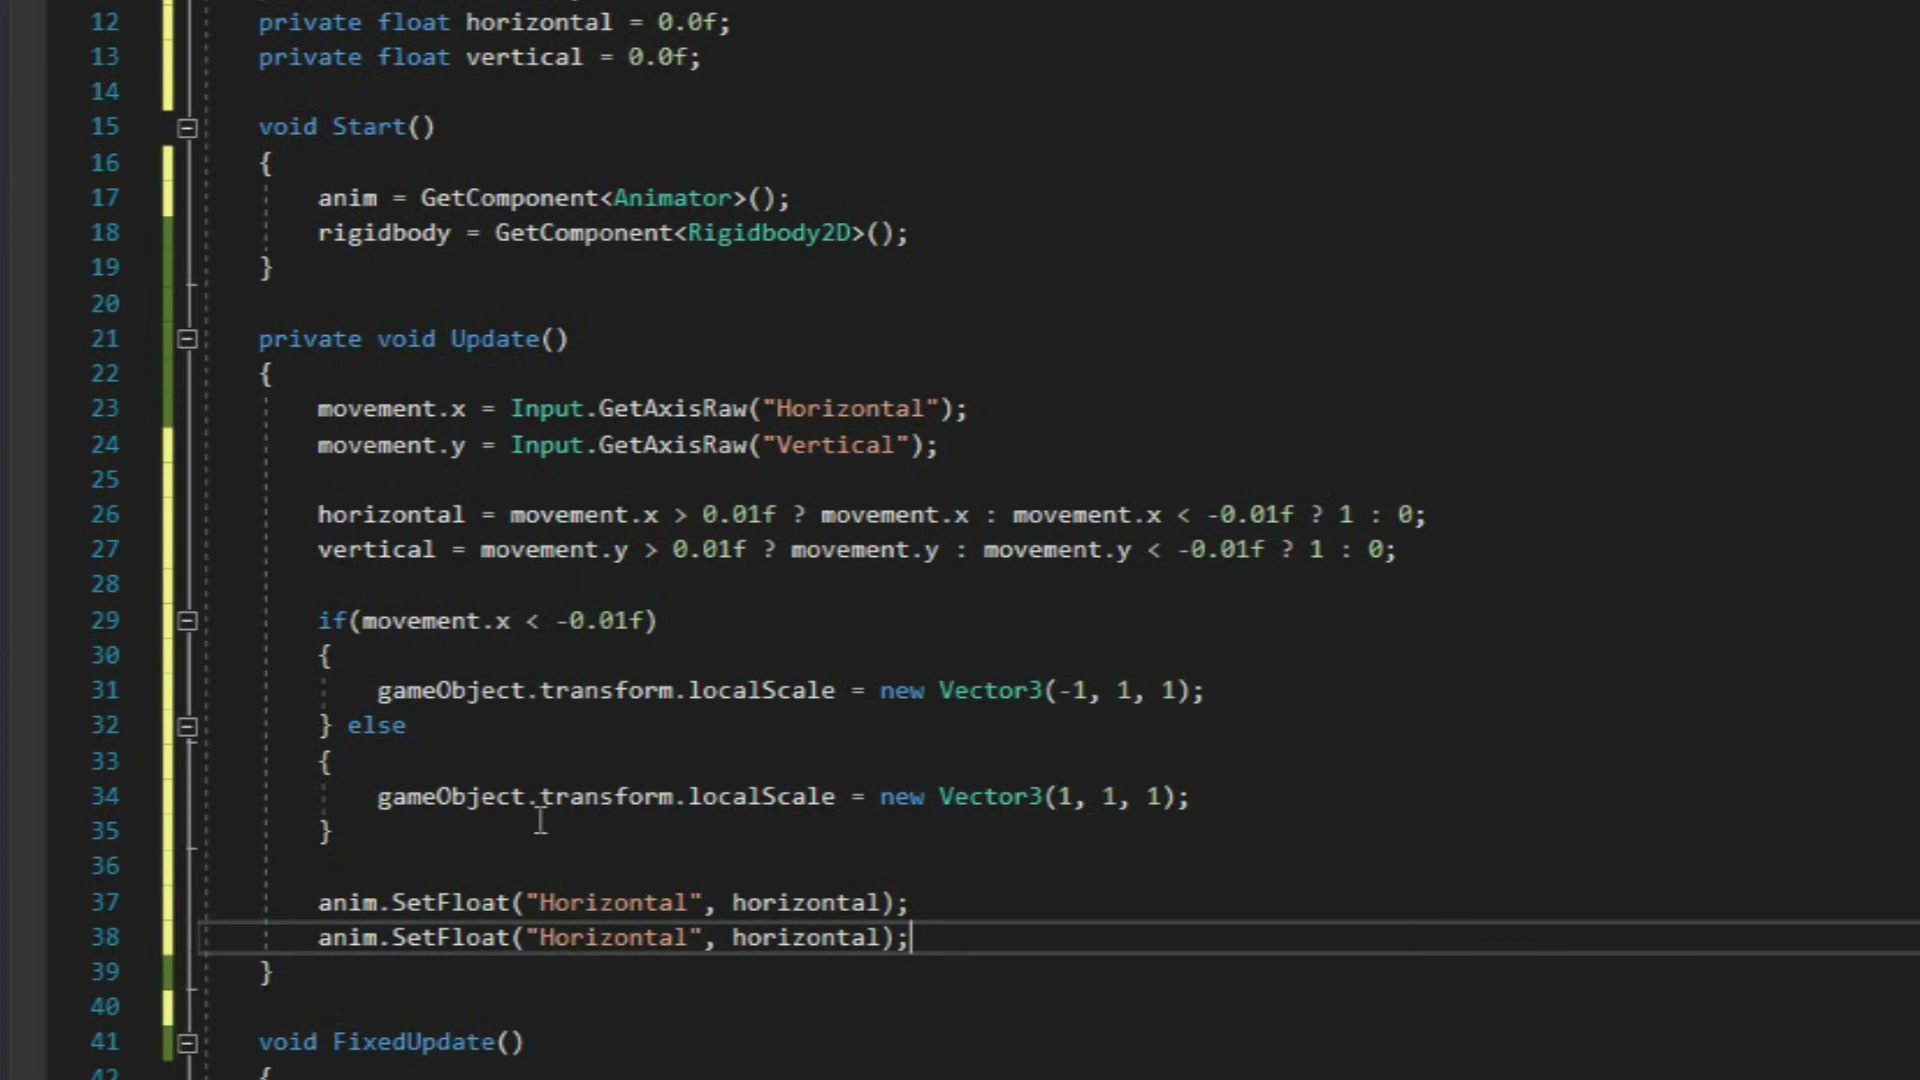 12 private float horizontal = 0.0f;
13 private float vertical = 0.0f;
14
15 void Start()
16 {
17 anim = GetComponent<Animator>();
18 rigidbody = GetComponent<Rigidbody2D>();
19 }
20
21 private void Update()
22 {
23 movement.x = Input.GetAxisRaw("Horizontal");
24 movement.y = Input.GetAxisRaw("Vertical");
25
26 horizontal = movement.x > 0.01f ? movement.x : movement.x < -0.01f ? 1 : 0;
27 vertical = movement.y > 0.01f ? movement.y : movement.y < -0.01f ? 1 : 0;
28
29 if(movement.x < -0.01f)
30 {
31 gameObject.transform.localScale = new Vector3(-1, 1, 1);
32 } else
33 {
34 gameObject.transform.localScale = new Vector3(1, 1, 1);
35 }
36
37 anim.SetFloat("Horizontal", horizontal);
38 anim.SetFloat("Horizontal", horizontal);
39 }
40
41 void FixedUpdate()
42 {